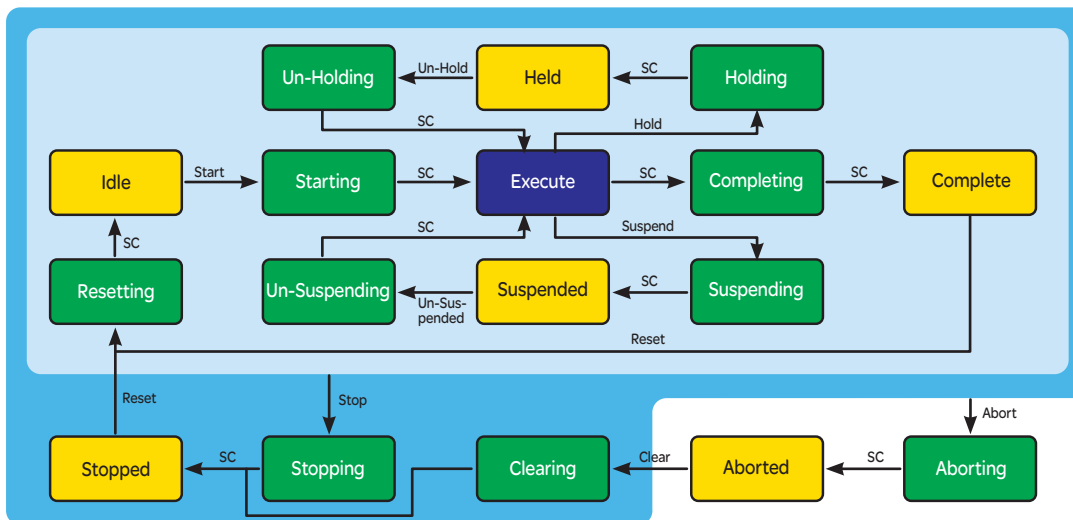 Un-Holding
Un-Hold
Held
SC
Holding
SC
Hold
Idle
Start
Starting
SC
Execute
SC
Completing
SC
Complete
SC
SC
Suspend
Resetting
Un-Suspending
Un-Sus-
pended
Suspended
SC
Suspending
Reset
Reset
Stop
Abort
Stopped
SC
Stopping
Clearing
Clear
Aborted
SC
Aborting